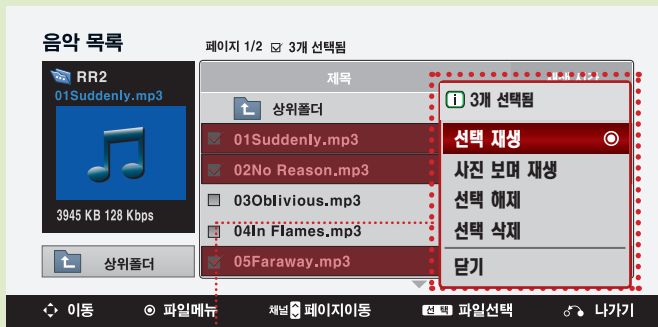 음악 목록
페이지 1/2 3개 선택됨
RR2
01Suddenly.mp3
3945 KB 128 Kbps
상위폴더
제목
상위폴더
01Suddenly.mp3
02No Reason.mp3
03Oblivious.mp3
04In Flames.mp3
05Faraway.mp3
i 3개 선택됨
선택 재생
사진 보며 재생
선택 해제
선택 삭제
닫기
이동 파일메뉴 채널 페이지이동 선택 파일선택 나가기